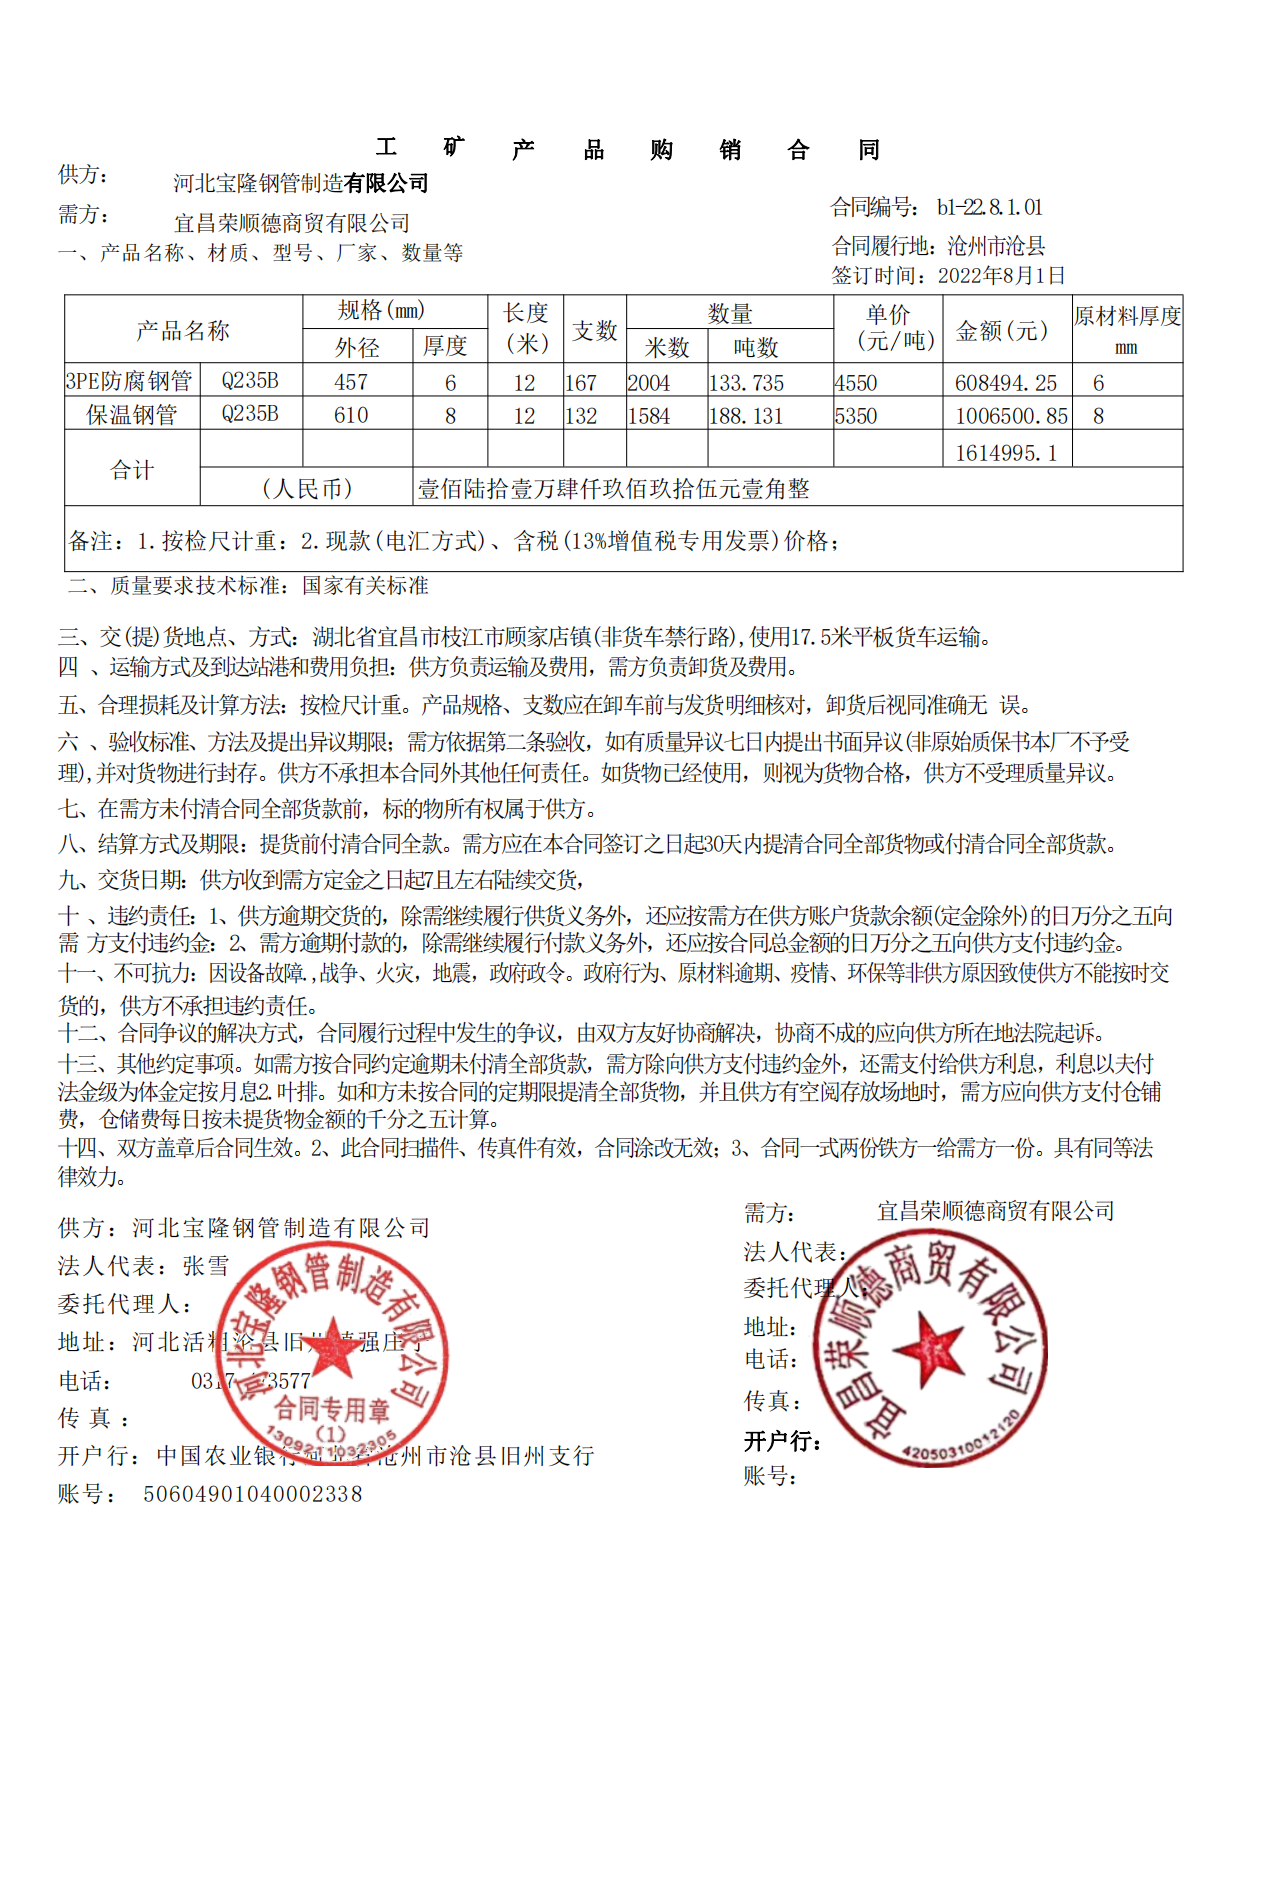 工矿产品购销合同
供方：河北宝隆钢管制造有限公司
需方：宜昌荣顺德商贸有限公司
合同编号：b1-22.8.1.01
一、产品名称、材质、型号、厂家、数量等
合同履行地：沧州市沧县
签订时间：2022年8月1日
产品名称 规格(mm) 长度(米) 支数 数量 单价(元/吨) 金额(元) 原材料厚度mm
外径 厚度 米数 吨数
3PE防腐钢管 Q235B 457 6 12 167 2004 133.735 4550 608494.25 6
保温钢管 Q235B 610 8 12 132 1584 188.131 5350 1006500.85 8
合计 1614995.1
(人民币) 壹佰陆拾壹万肆仟玖佰玖拾伍元壹角整
备注：1.按检尺计重：2.现款(电汇方式)、含税(13%增值税专用发票)价格；
二、质量要求技术标准：国家有关标准
三、交(提)货地点、方式：湖北省宜昌市枝江市顾家店镇(非货车禁行路),使用17.5米平板货车运输。
四 、运输方式及到达站港和费用负担：供方负责运输及费用，需方负责卸货及费用。
五、合理损耗及计算方法：按检尺计重。产品规格、支数应在卸车前与发货明细核对，卸货后视同准确无 误。
六 、验收标准、方法及提出异议期限；需方依据第二条验收，如有质量异议七日内提出书面异议(非原始质保书本厂不予受
理),并对货物进行封存。供方不承担本合同外其他任何责任。如货物已经使用，则视为货物合格，供方不受理质量异议。
七、在需方未付清合同全部货款前，标的物所有权属于供方。
八、结算方式及期限：提货前付清合同全款。需方应在本合同签订之日起30天内提清合同全部货物或付清合同全部货款。
九、交货日期：供方收到需方定金之日起7且左右陆续交货，
十 、违约责任：1、供方逾期交货的，除需继续履行供货义务外，还应按需方在供方账户货款余额(定金除外)的日万分之五向
需 方支付违约金：2、需方逾期付款的，除需继续履行付款义务外，还应按合同总金额的日万分之五向供方支付违约金。
十一、不可抗力：因设备故障.,战争、火灾，地震，政府政令。政府行为、原材料逾期、疫情、环保等非供方原因致使供方不能按时交
货的，供方不承担违约责任。
十二、合同争议的解决方式，合同履行过程中发生的争议，由双方友好协商解决，协商不成的应向供方所在地法院起诉。
十三、其他约定事项。如需方按合同约定逾期未付清全部货款，需方除向供方支付违约金外，还需支付给供方利息，利息以夫付
法金级为体金定按月息2.叶排。如和方未按合同的定期限提清全部货物，并且供方有空阅存放场地时，需方应向供方支付仓铺
费，仓储费每日按未提货物金额的千分之五计算。
十四、双方盖章后合同生效。2、此合同扫描件、传真件有效，合同涂改无效；3、合同一式两份铁方一给需方一份。具有同等法
律效力。
供方：河北宝隆钢管制造有限公司
法人代表：张雪
委托代理人：
地址：河北活粗沧县旧 强庄子
电话： 0317 3577
传真：
开户行：中国农业银行河北省沧州市沧县旧州支行
账号： 50604901040002338
河北宝隆钢管制造有限公司
合同专用章
(1)
1309211032305
需方： 宜昌荣顺德商贸有限公司
法人代表：
委托代理人：
地址：
电话：
传真：
开户行：
账号：
宜昌荣顺德商贸有限公司
42050310012120